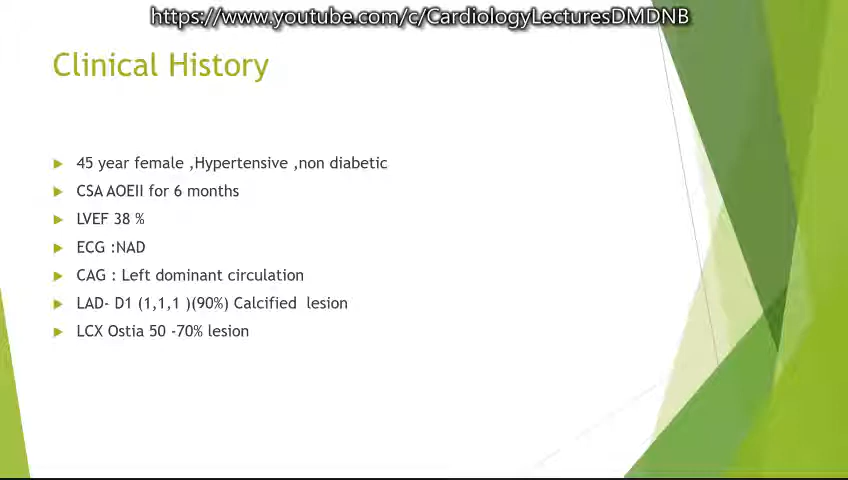 https://www.youtube.com/c/CardiologyLecturesDMDNB
Clinical History
45 year female ,Hypertensive ,non diabetic
CSA AOEII for 6 months
LVEF 38 %
ECG :NAD
CAG : Left dominant circulation
LAD- D1 (1,1,1 )(90%) Calcified  lesion
LCX Ostia 50 -70% lesion